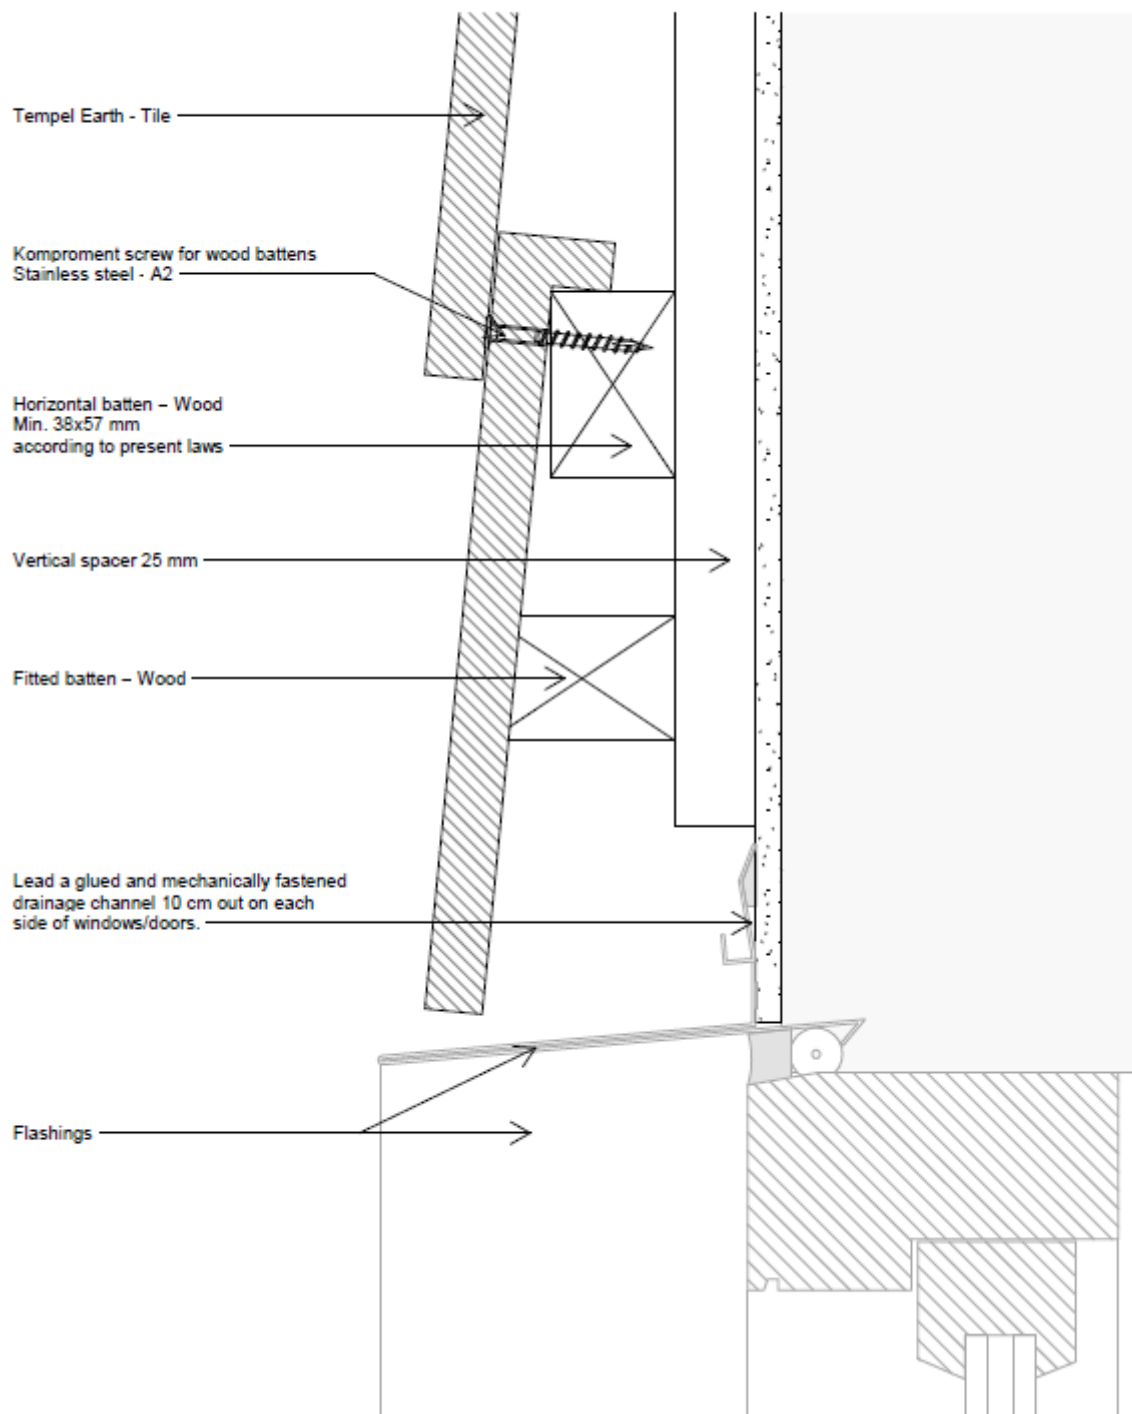 Tempel Earth - Tile
Komproment screw for wood battens
Stainless steel - A2
Horizontal batten – Wood
Min. 38x57 mm
according to present laws
Vertical spacer 25 mm
Fitted batten – Wood
Lead a glued and mechanically fastened
drainage channel 10 cm out on each
side of windows/doors.
Flashings